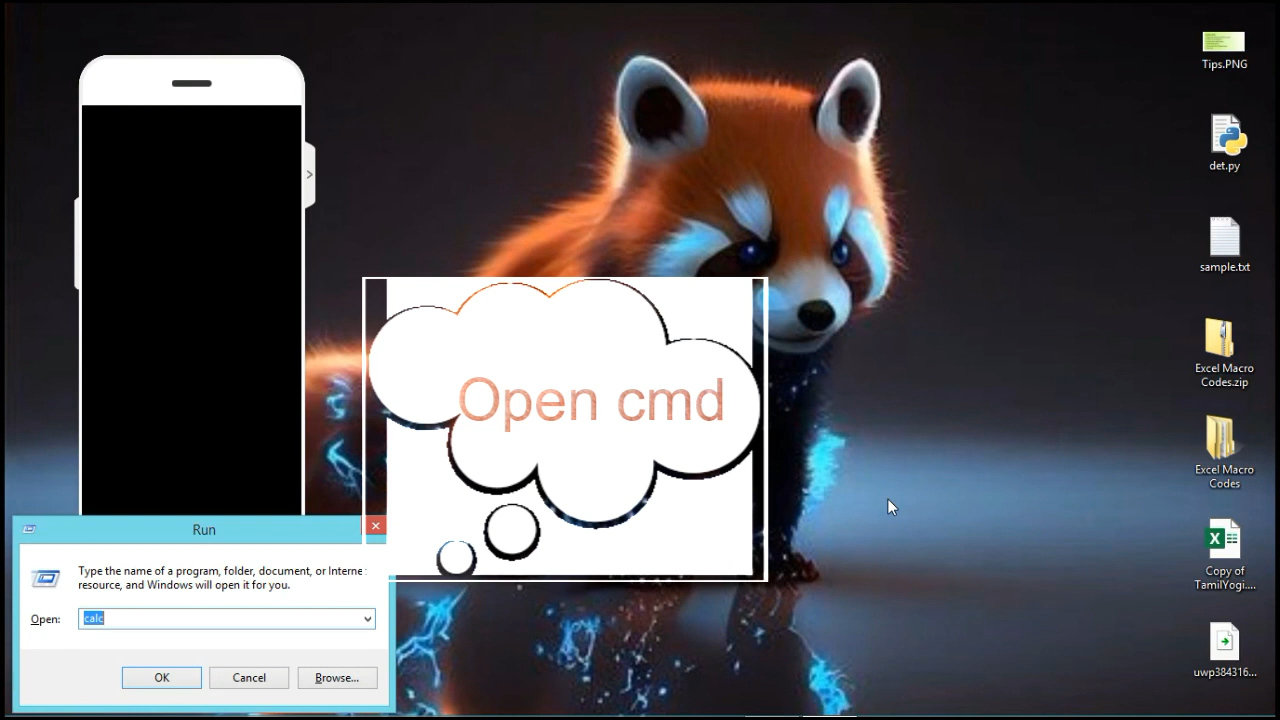 Tips.PNG
det.py
sample.txt
Excel Macro
Codes.zip
Excel Macro
Codes
Copy of
TamilYogi....
uwp384316...
Open cmd
Run
Type the name of a program, folder, document, or Interne
resource, and Windows will open it for you.
Open:
calc
OK
Cancel
Browse...